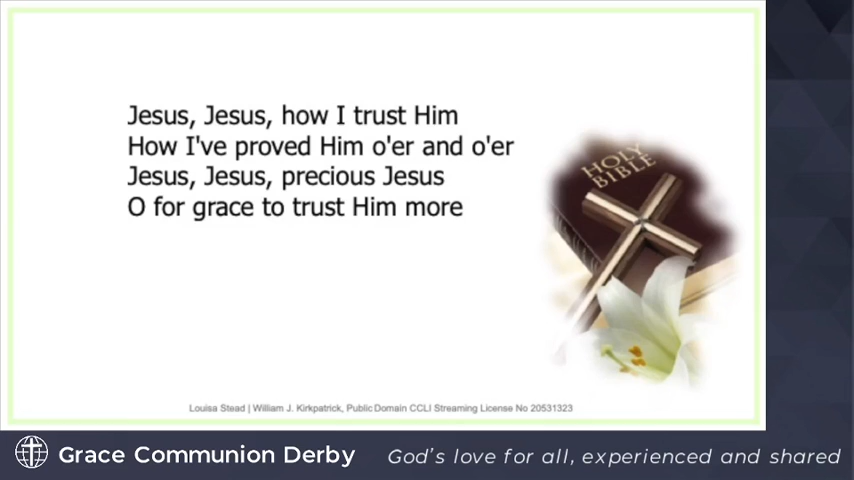 Jesus, Jesus, how I trust Him
How I've proved Him o'er and o'er
Jesus, Jesus, precious Jesus
O for grace to trust Him more
HOLY
BIBLE
Louisa Stead | William J. Kirkpatrick, Public Domain CCLI Streaming License No 20531323
Grace Communion Derby
God's love for all, experienced and shared